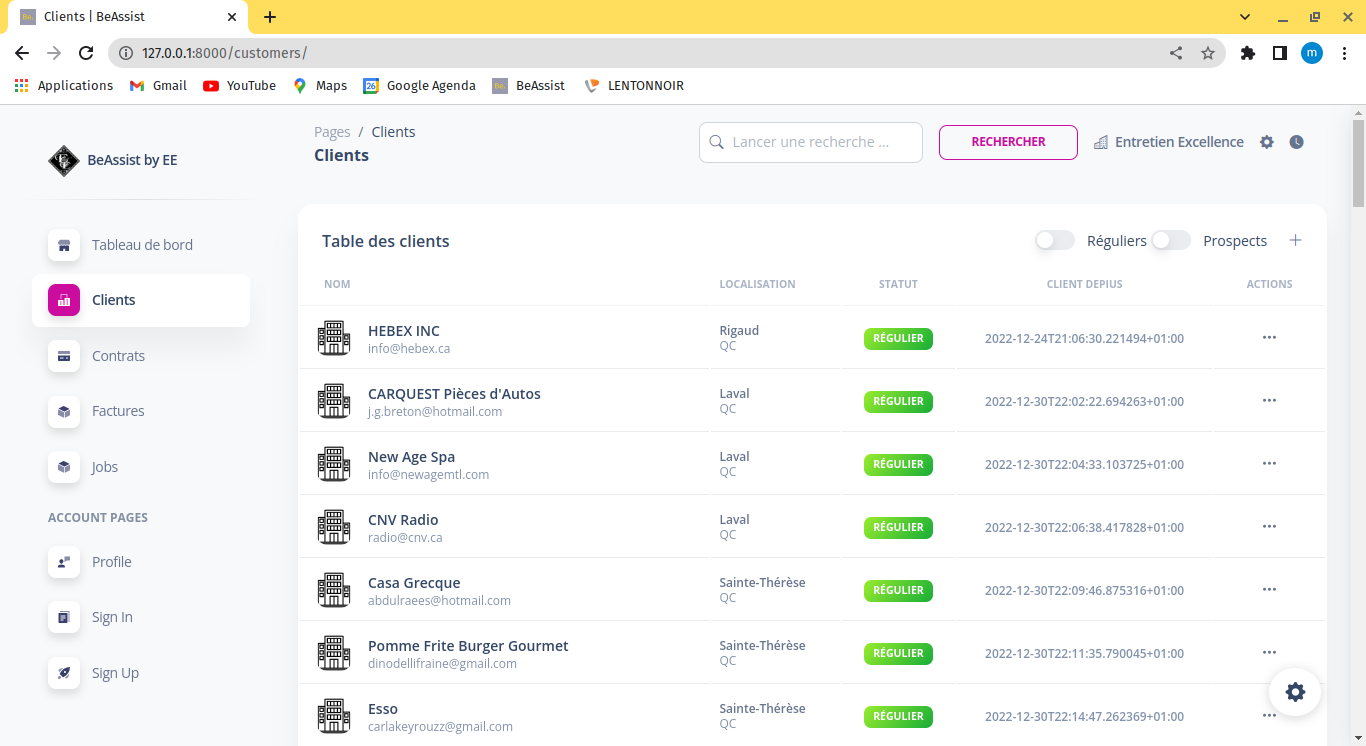 Clients | BeAssist
127.0.0.1:8000/customers/
m
Applications
Gmail
YouTube
Maps
26
Google Agenda
Be.
BeAssist
LENTONNOIR
BeAssist by EE
Pages / Clients
Clients
Lancer une recherche ...
RECHERCHER
Entretien Excellence
Tableau de bord
Clients
Contrats
Factures
Jobs
ACCOUNT PAGES
Profile
Sign In
Sign Up
Table des clients
Réguliers
Prospects
NOM LOCALISATION STATUT CLIENT DEPIUS ACTIONS
HEBEX INC
info@hebex.ca
Rigaud
QC
RÉGULIER
2022-12-24T21:06:30.221494+01:00
CARQUEST Pièces d'Autos
j.g.breton@hotmail.com
Laval
QC
RÉGULIER
2022-12-30T22:02:22.694263+01:00
New Age Spa
info@newagemtl.com
Laval
QC
RÉGULIER
2022-12-30T22:04:33.103725+01:00
CNV Radio
radio@cnv.ca
Laval
QC
RÉGULIER
2022-12-30T22:06:38.417828+01:00
Casa Grecque
abdulraees@hotmail.com
Sainte-Thérèse
QC
RÉGULIER
2022-12-30T22:09:46.875316+01:00
Pomme Frite Burger Gourmet
dinodellifraine@gmail.com
Sainte-Thérèse
QC
RÉGULIER
2022-12-30T22:11:35.790045+01:00
Esso
carlakeyrouzz@gmail.com
Sainte-Thérèse
QC
RÉGULIER
2022-12-30T22:14:47.262369+01:00